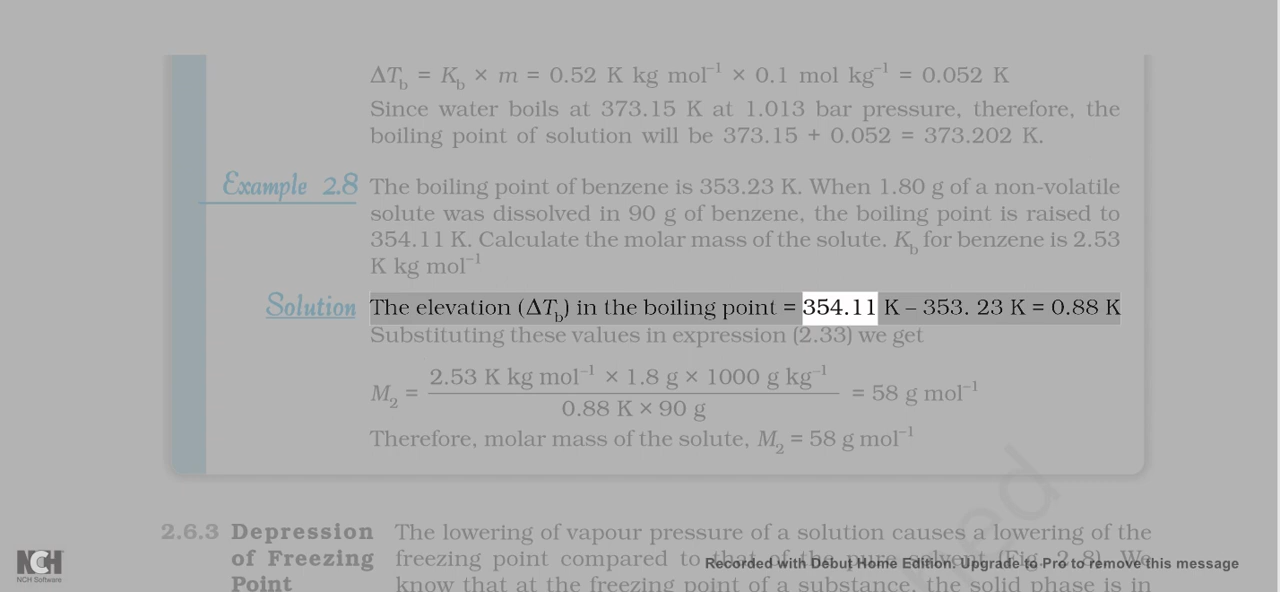 ΔT_b = K_b × m = 0.52 K kg mol⁻¹ × 0.1 mol kg⁻¹ = 0.052 K
Since water boils at 373.15 K at 1.013 bar pressure, therefore, the
boiling point of solution will be 373.15 + 0.052 = 373.202 K.
Example 2.8
The boiling point of benzene is 353.23 K. When 1.80 g of a non-volatile
solute was dissolved in 90 g of benzene, the boiling point is raised to
354.11 K. Calculate the molar mass of the solute. K_b for benzene is 2.53
K kg mol⁻¹
Solution
The elevation (ΔT_b) in the boiling point = 354.11 K – 353. 23 K = 0.88 K
Substituting these values in expression (2.33) we get
M₂ = (2.53 K kg mol⁻¹ × 1.8 g × 1000 g kg⁻¹) / (0.88 K × 90 g) = 58 g mol⁻¹
Therefore, molar mass of the solute, M₂ = 58 g mol⁻¹
2.6.3 Depression
of Freezing
Point
The lowering of vapour pressure of a solution causes a lowering of the
freezing point compared to that of the pure solvent (Fig. 2.8). We
know that at the freezing point of a substance, the solid phase is in
NCH
NCH Software
Recorded with Debut Home Edition. Upgrade to Pro to remove this message